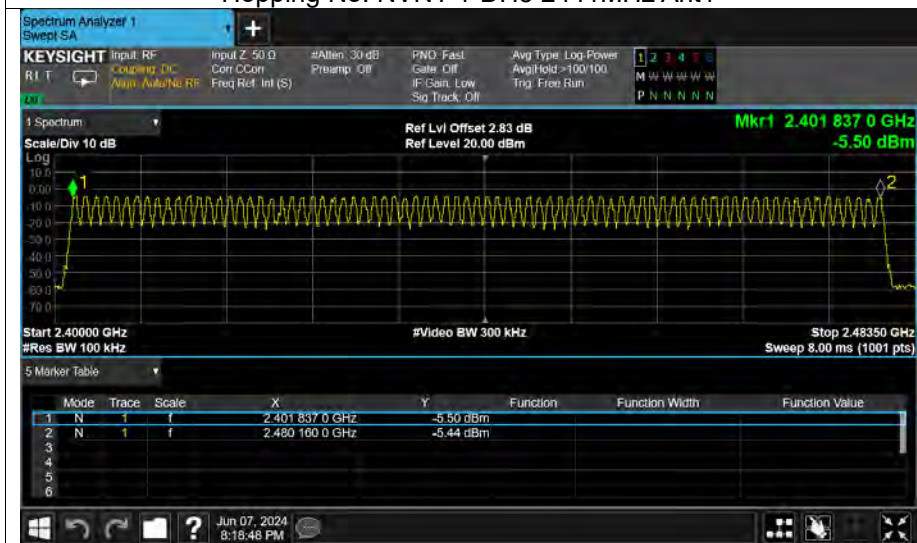 Spectrum Analyzer 1
Swept SA
KEYSIGHT Input: RF
RLT
Coupling: DC
Align: Auto/No RF
Input Z: 50 Ω
Corr CCorr
Freq Ref: Int (S)
#Atten: 30 dB
Preamp: Off
PNO: Fast
Gate: Off
IF Gain: Low
Sig Track: Off
Avg Type: Log-Power
Avg|Hold:>100/100
Trig: Free Run
1 2 3 4 5 6
M W W W W W
P N N N N N
1 Spectrum
Scale/Div 10 dB
Ref Lvl Offset 2.83 dB
Ref Level 20.00 dBm
Mkr1 2.401 837 0 GHz
-5.50 dBm
Log
10.0
0.00
-10.0
-20.0
-30.0
-40.0
-50.0
-60.0
-70.0
1
2
Start 2.40000 GHz
#Res BW 100 kHz
#Video BW 300 kHz
Stop 2.48350 GHz
Sweep 8.00 ms (1001 pts)
5 Marker Table
Mode Trace Scale X Y Function Function Width Function Value
1 N 1 f 2.401 837 0 GHz -5.50 dBm
2 N 1 f 2.480 160 0 GHz -5.44 dBm
3
4
5
6
? Jun 07, 2024
8:18:48 PM